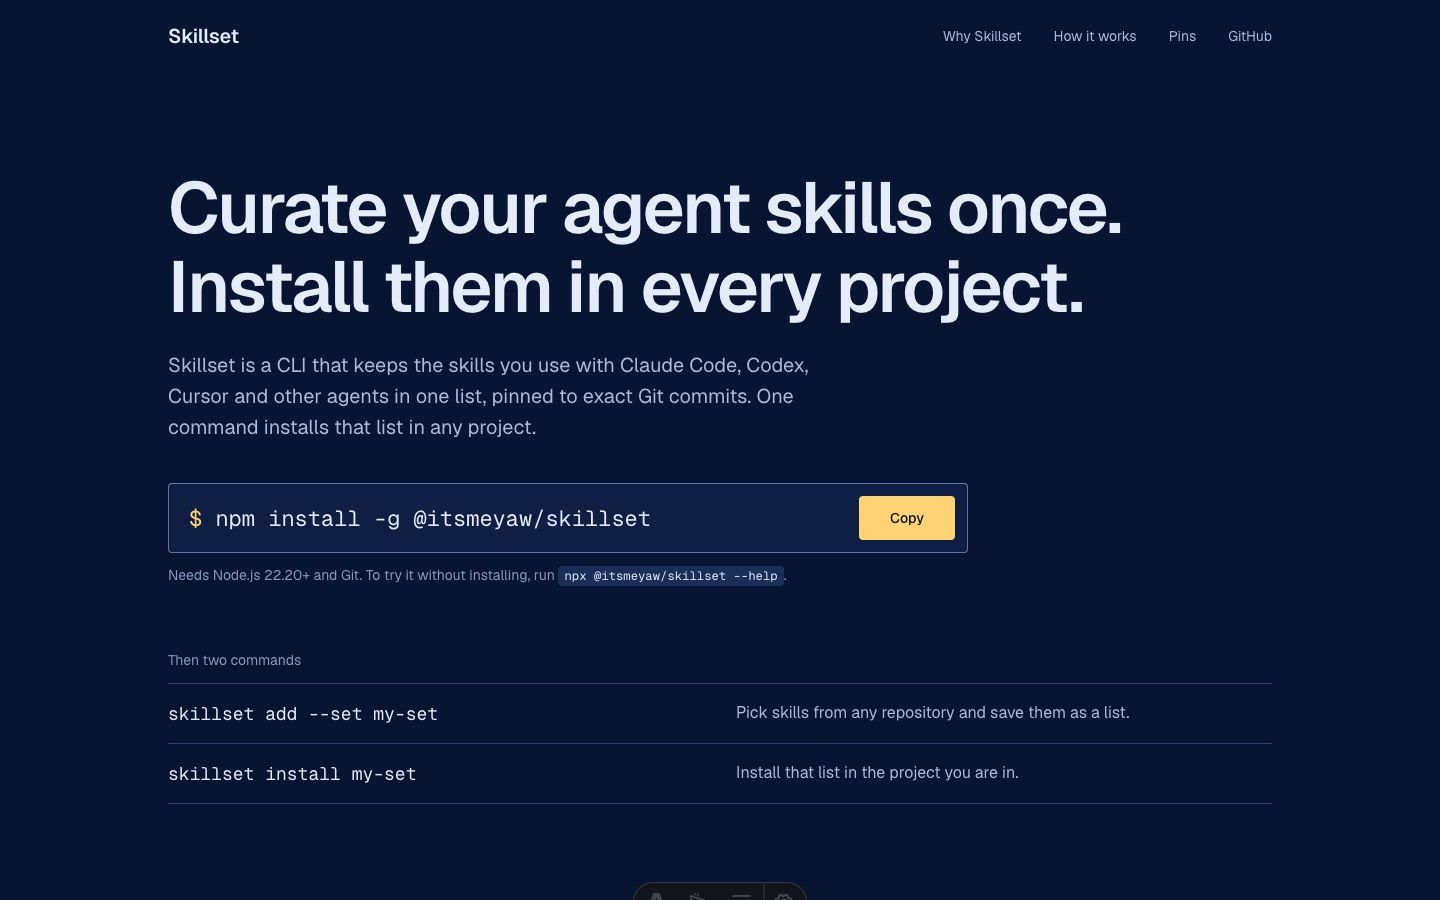 Skillset
Why Skillset How it works Pins GitHub
Curate your agent skills once.
Install them in every project.
Skillset is a CLI that keeps the skills you use with Claude Code, Codex,
Cursor and other agents in one list, pinned to exact Git commits. One
command installs that list in any project.
$ npm install -g @itsmeyaw/skillset
Copy
Needs Node.js 22.20+ and Git. To try it without installing, run npx @itsmeyaw/skillset --help.
Then two commands
skillset add --set my-set
Pick skills from any repository and save them as a list.
skillset install my-set
Install that list in the project you are in.